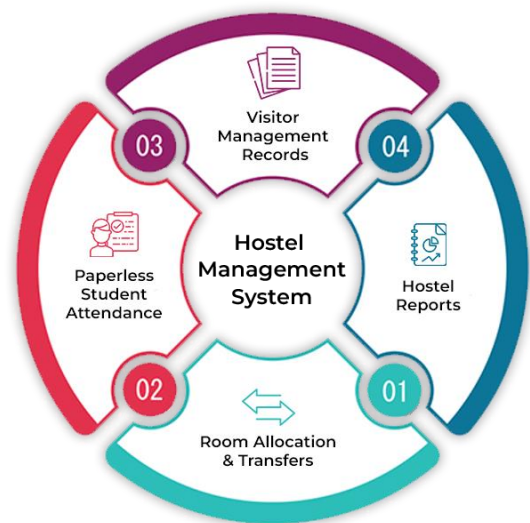 Visitor
Management
Records
03
04
Hostel
Management
System
Paperless
Student
Attendance
Hostel
Reports
02
01
Room Allocation
& Transfers